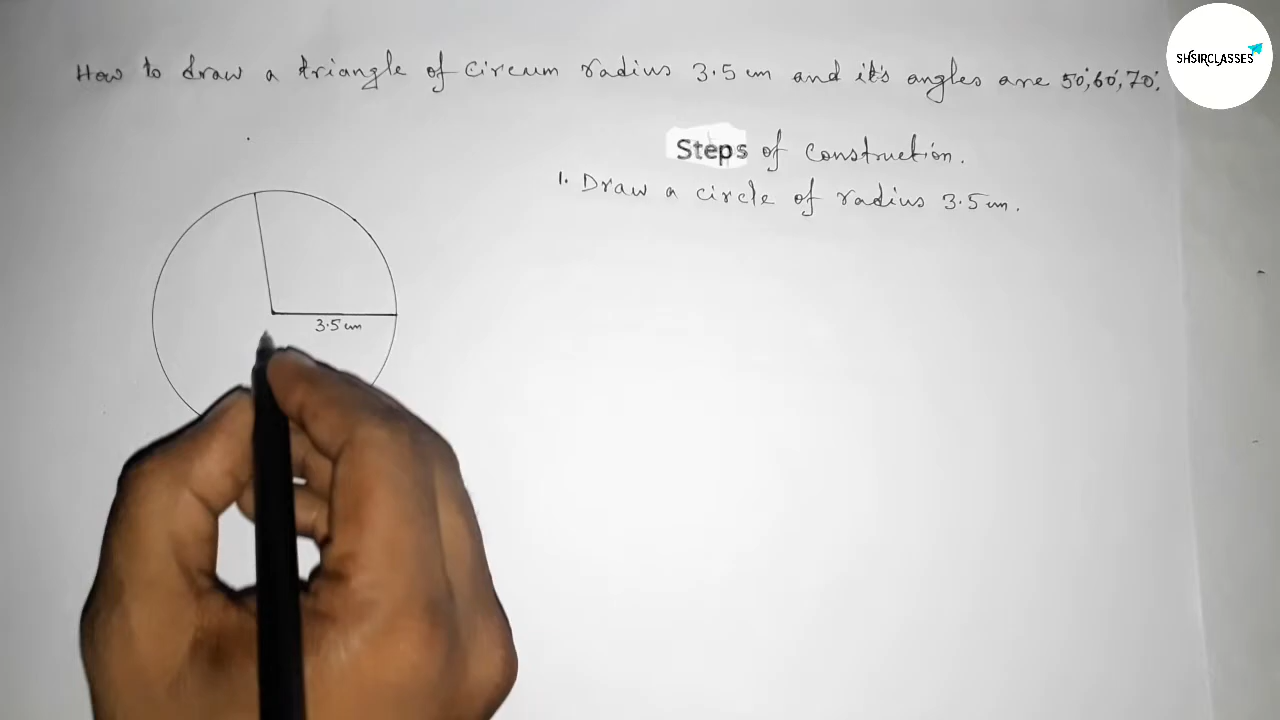 How to draw a triangle of circum radius 3.5 cm and it's angles are 50°, 60°, 70°.
SHSIRCLASSES
Steps of construction.
1. Draw a circle of radius 3.5 cm.
3.5 cm